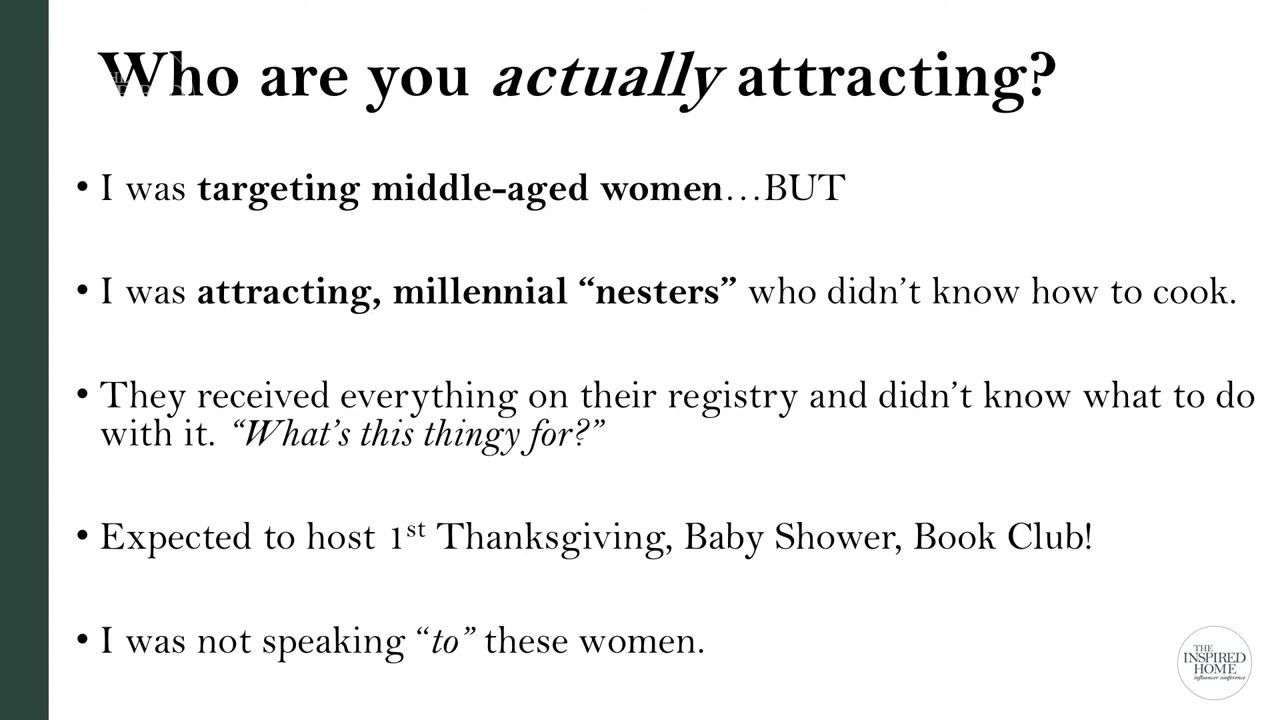 Who are you actually attracting?
• I was targeting middle-aged women…BUT
• I was attracting, millennial “nesters” who didn’t know how to cook.
• They received everything on their registry and didn’t know what to do
with it. “What’s this thingy for?”
• Expected to host 1st Thanksgiving, Baby Shower, Book Club!
• I was not speaking “to” these women.
THE
INSPIRED
HOME
influencer conference